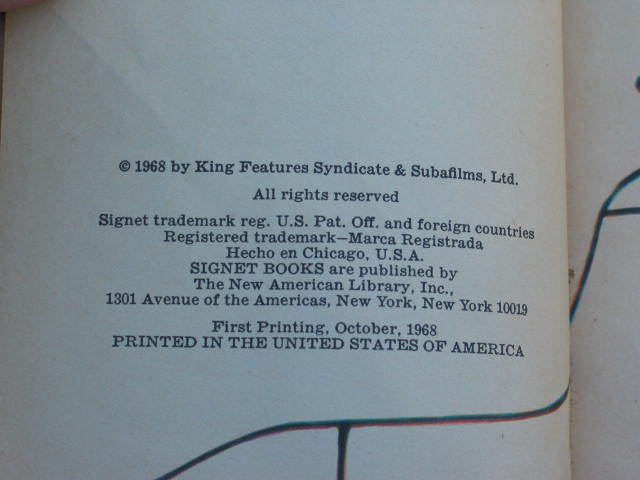 © 1968 by King Features Syndicate & Subafilms, Ltd.
All rights reserved
Signet trademark reg. U.S. Pat. Off. and foreign countries
Registered trademark—Marca Registrada
Hecho en Chicago, U.S.A.
SIGNET BOOKS are published by
The New American Library, Inc.,
1301 Avenue of the Americas, New York, New York 10019
First Printing, October, 1968
PRINTED IN THE UNITED STATES OF AMERICA